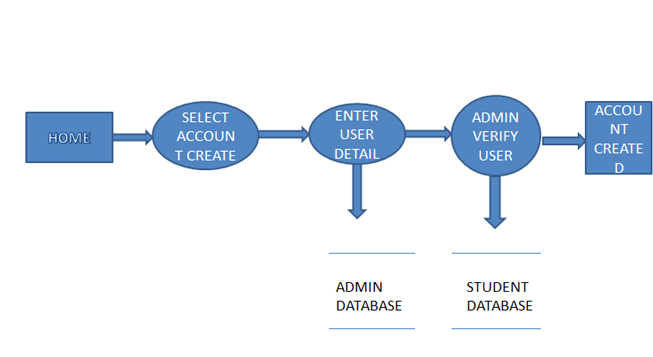 HOME
SELECT
ACCOUN
T CREATE
ENTER
USER
DETAIL
ADMIN
VERIFY
USER
ACCOU
NT
CREATE
D
ADMIN
DATABASE
STUDENT
DATABASE